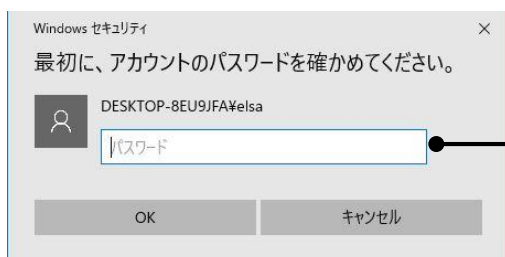 Windows セキュリティ
最初に、アカウントのパスワードを確かめてください。
DESKTOP-8EU9JFA¥elsa
パスワード
OK キャンセル